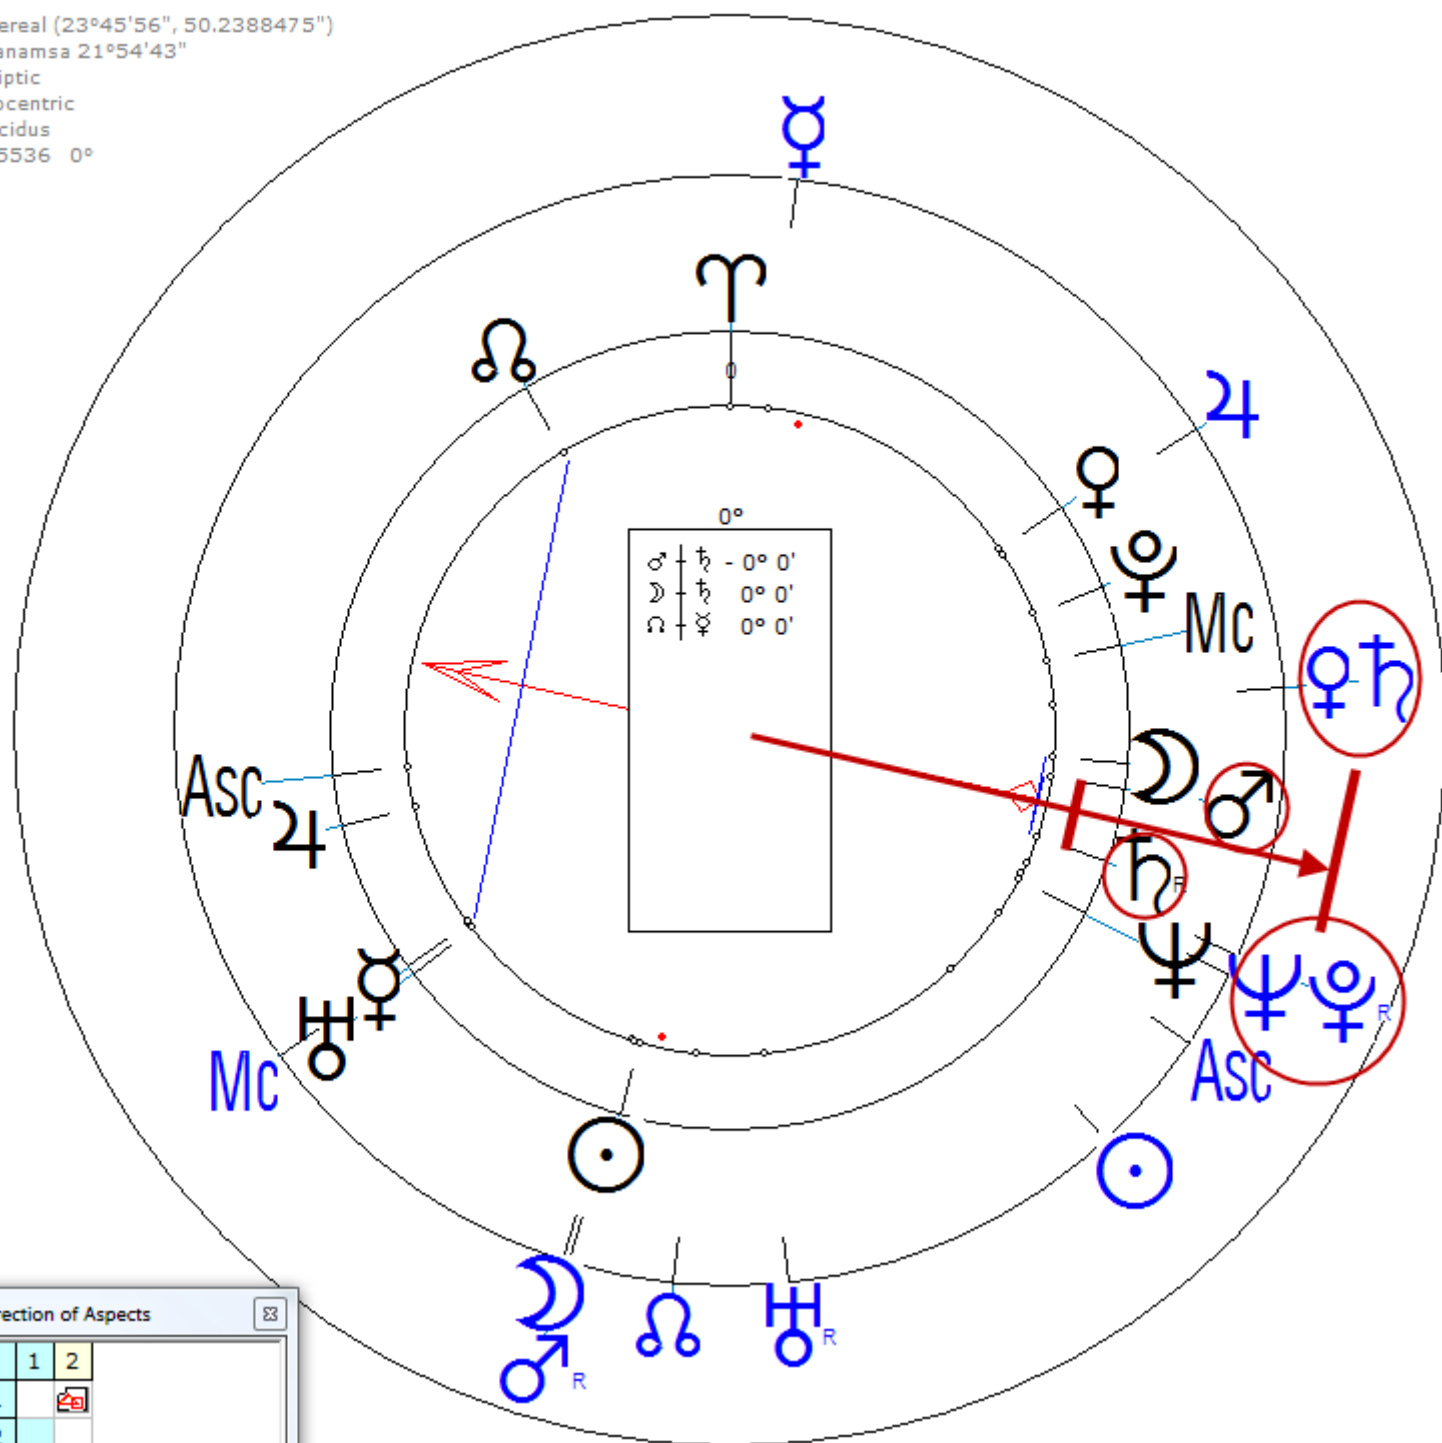 ereal (23°45'56", 50.2388475")
anamsa 21°54'43"
iptic
ocentric
cidus
5536 0°
☿
♈
☊
0
♃
♀
0°
♂ + ♄ - 0° 0'
☽ + ♄ 0° 0'
☊ + ☿ 0° 0'
♇
Mc
♀ ♄
☽ ♂
Asc
♃
♄ R
☿
♆
♆ ♇ R
♅
Mc
Asc
☉
☉
☽
☊
♅ R
♂ R
rection of Aspects
1 2